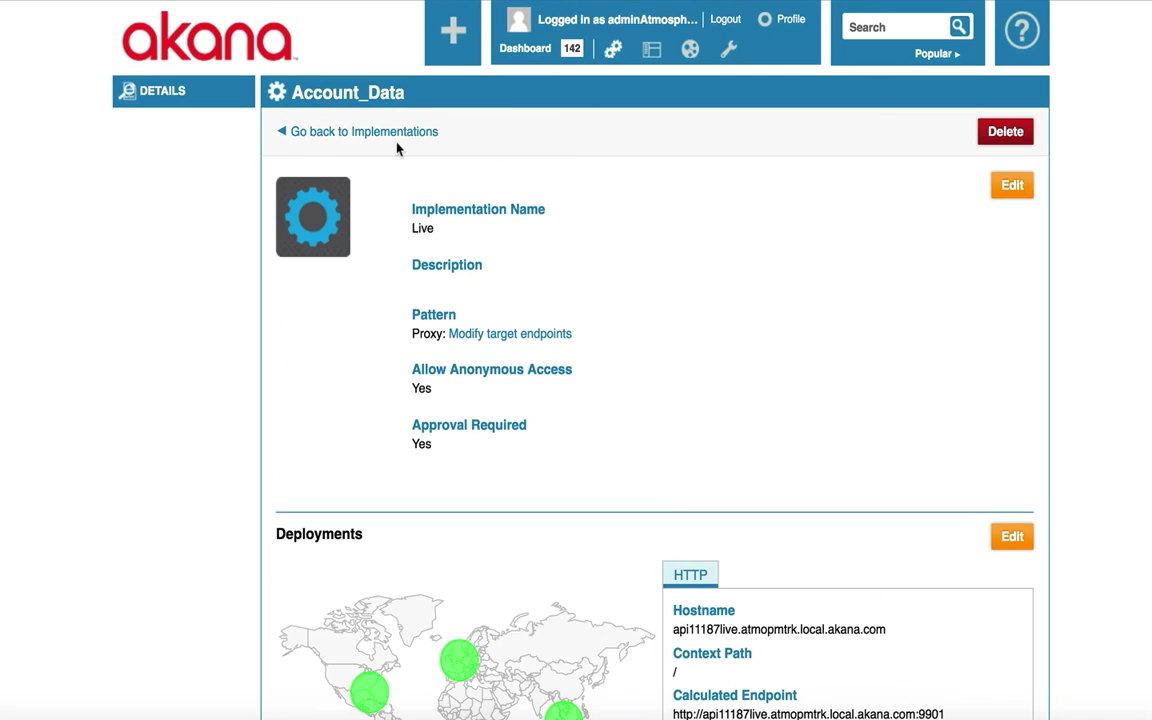 akana
Logged in as adminAtmosph... Logout Profile
Dashboard 142
Search
Popular ▸
?
DETAILS
Account_Data
Go back to Implementations
Delete
Edit
Implementation Name
Live
Description
Pattern
Proxy: Modify target endpoints
Allow Anonymous Access
Yes
Approval Required
Yes
Deployments
Edit
HTTP
Hostname
api11187live.atmopmtrk.local.akana.com
Context Path
/
Calculated Endpoint
http://api11187live.atmopmtrk.local.akana.com:9901